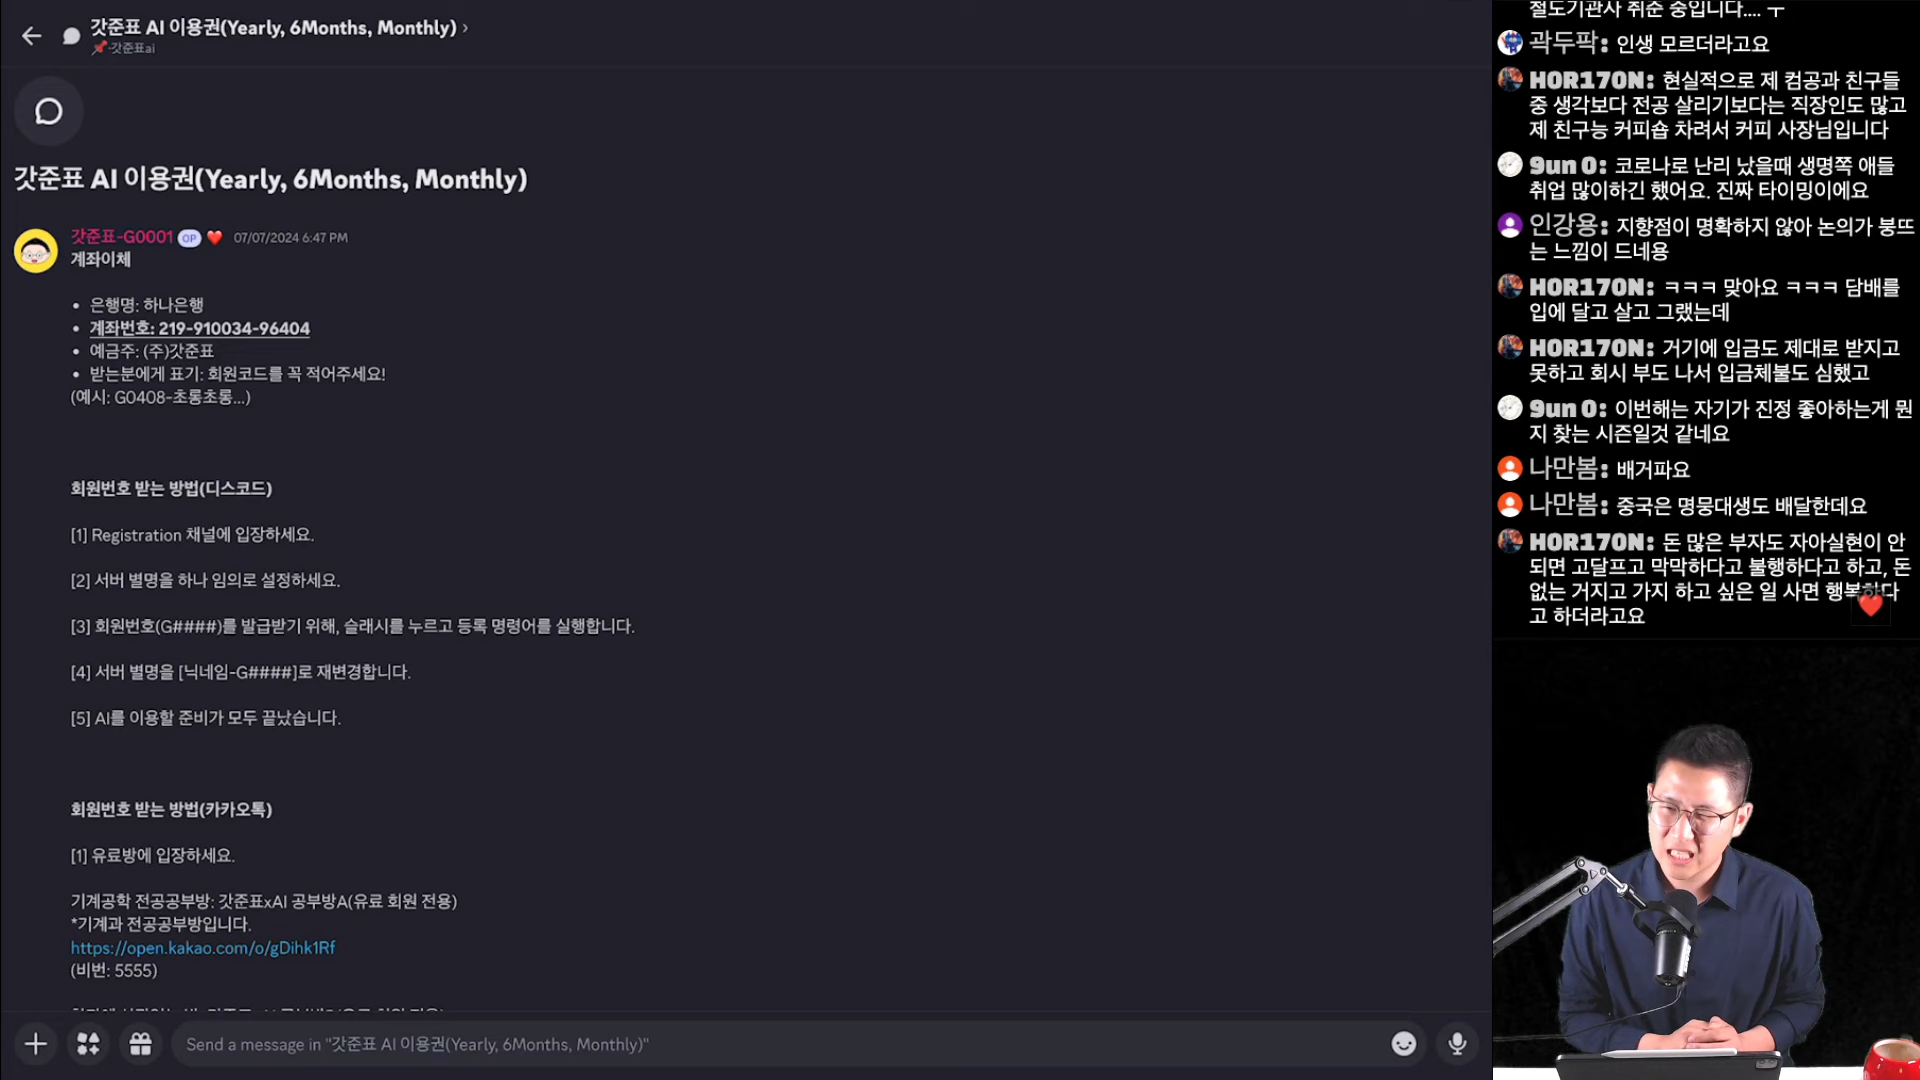 갓준표 AI 이용권(Yearly, 6Months, Monthly) ›
📌-갓준표ai
갓준표 AI 이용권(Yearly, 6Months, Monthly)
갓준표-G0001 OP ❤️ 07/07/2024 6:47 PM
계좌이체
• 은행명: 하나은행
• 계좌번호: 219-910034-96404
• 예금주: (주)갓준표
• 받는분에게 표기: 회원코드를 꼭 적어주세요!
(예시: G0408-초롱초롱...)
회원번호 받는 방법(디스코드)
[1] Registration 채널에 입장하세요.
[2] 서버 별명을 하나 임의로 설정하세요.
[3] 회원번호(G####)를 발급받기 위해, 슬래시를 누르고 등록 명령어를 실행합니다.
[4] 서버 별명을 [닉네임-G####]로 재변경합니다.
[5] AI를 이용할 준비가 모두 끝났습니다.
회원번호 받는 방법(카카오톡)
[1] 유료방에 입장하세요.
기계공학 전공공부방: 갓준표xAI 공부방A(유료 회원 전용)
*기계과 전공공부방입니다.
https://open.kakao.com/o/gDihk1Rf
(비번: 5555)
Send a message in "갓준표 AI 이용권(Yearly, 6Months, Monthly)"
철도기관사 취준 중입니다.... ㅜ
곽두팍: 인생 모르더라고요
H0R170N: 현실적으로 제 컴공과 친구들
중 생각보다 전공 살리기보다는 직장인도 많고
제 친구능 커피숍 차려서 커피 사장님입니다
9un 0: 코로나로 난리 났을때 생명쪽 애들
취업 많이하긴 했어요. 진짜 타이밍이에요
인강용: 지향점이 명확하지 않아 논의가 붕뜨
는 느낌이 드네용
H0R170N: ㅋㅋㅋ 맞아요 ㅋㅋㅋ 담배를
입에 달고 살고 그랬는데
H0R170N: 거기에 입금도 제대로 받지고
못하고 회시 부도 나서 입금체불도 심했고
9un 0: 이번해는 자기가 진정 좋아하는게 뭔
지 찾는 시즌일것 같네요
나만봄: 배거파요
나만봄: 중국은 명뭉대생도 배달한데요
H0R170N: 돈 많은 부자도 자아실현이 안
되면 고달프고 막막하다고 불행하다고 하고, 돈
없는 거지고 가지 하고 싶은 일 사면 행복하다
고 하더라고요